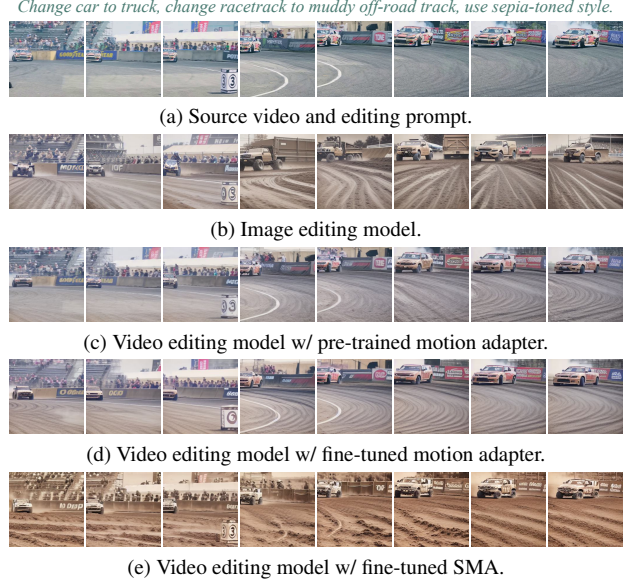 Change car to truck, change racetrack to muddy off-road track, use sepia-toned style.
(a) Source video and editing prompt.
(b) Image editing model.
(c) Video editing model w/ pre-trained motion adapter.
(d) Video editing model w/ fine-tuned motion adapter.
(e) Video editing model w/ fine-tuned SMA.